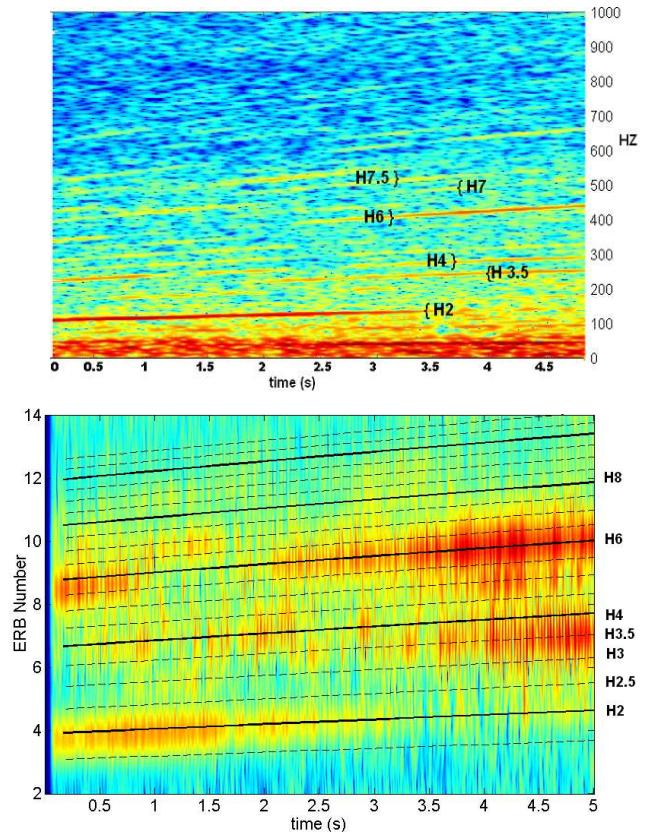 1000
900
800
700
600
HZ
500
400
300
200
100
0
H7.5 }
{ H7
H6 }
H4 }
{ H 3.5
{ H2
0 0.5 1 1.5 2 2.5 3 3.5 4 4.5
time (s)
14
12
10
8
6
4
2
ERB Number
H8
H6
H4
H3.5
H3
H2.5
H2
0.5 1 1.5 2 2.5 3 3.5 4 4.5 5
time (s)